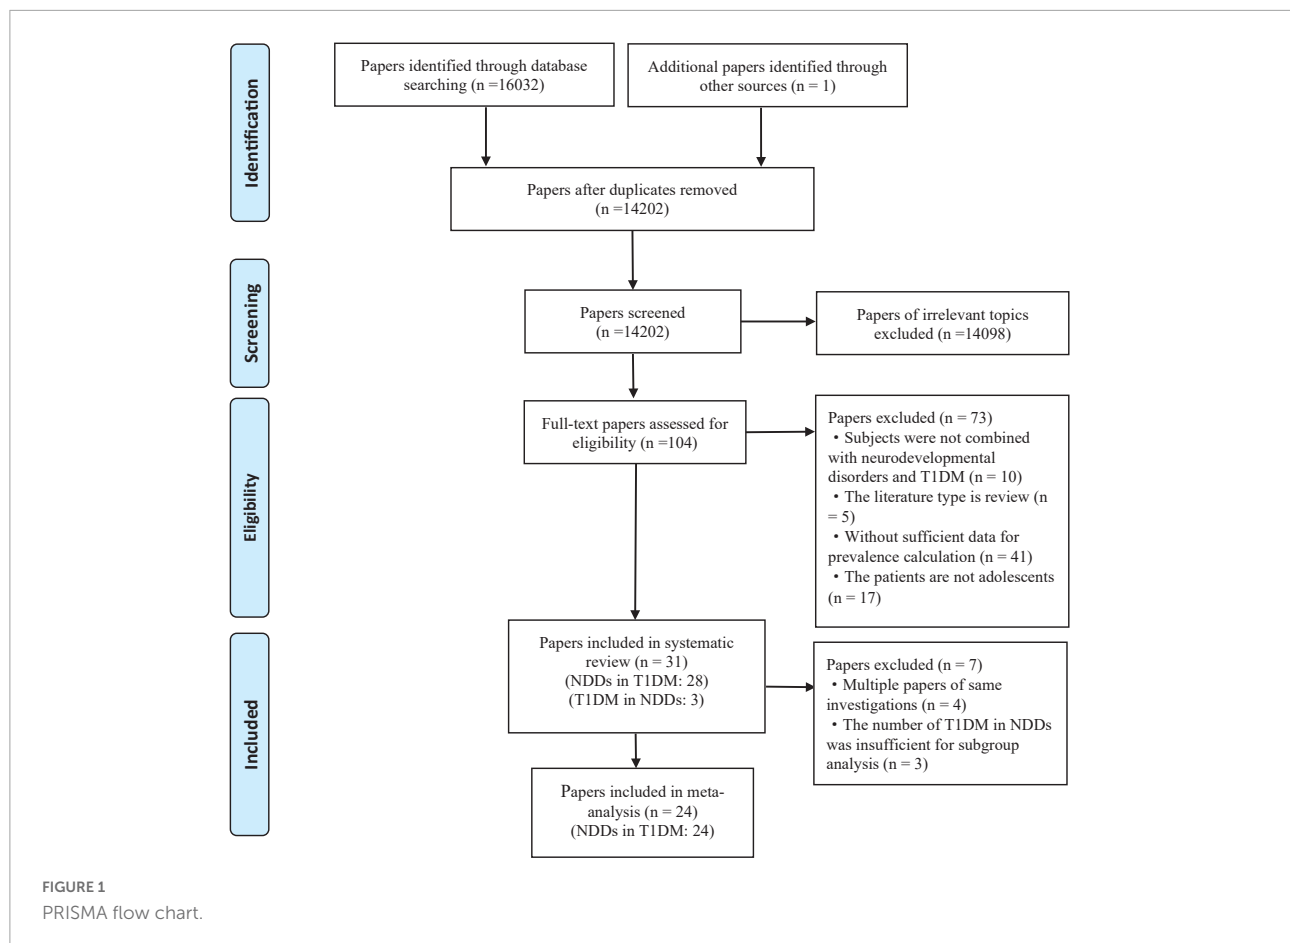 Identification
Papers identified through database
searching (n =16032)
Additional papers identified through
other sources (n = 1)
Papers after duplicates removed
(n =14202)
Screening
Papers screened
(n =14202)
Papers of irrelevant topics
excluded (n =14098)
Eligibility
Full-text papers assessed for
eligibility (n =104)
Papers excluded (n = 73)
• Subjects were not combined
with neurodevelopmental
disorders and T1DM (n = 10)
• The literature type is review (n
= 5)
• Without sufficient data for
prevalence calculation (n = 41)
• The patients are not adolescents
(n = 17)
Included
Papers included in systematic
review (n = 31)
(NDDs in T1DM: 28)
(T1DM in NDDs: 3)
Papers excluded (n = 7)
• Multiple papers of same
investigations (n = 4)
• The number of T1DM in NDDs
was insufficient for subgroup
analysis (n = 3)
Papers included in meta-
analysis (n = 24)
(NDDs in T1DM: 24)
FIGURE 1
PRISMA flow chart.